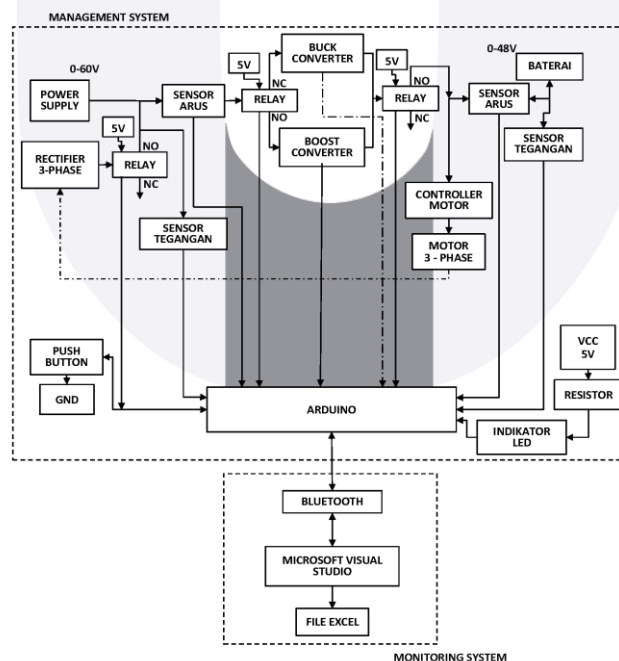 MANAGEMENT SYSTEM
0-60V
POWER
SUPPLY
RECTIFIER
3-PHASE
5V
RELAY
NO
NC
SENSOR
ARUS
SENSOR
TEGANGAN
5V
RELAY
NC
NO
BUCK
CONVERTER
BOOST
CONVERTER
5V
RELAY
NO
NC
0-48V
SENSOR
ARUS
BATERAI
SENSOR
TEGANGAN
CONTROLLER
MOTOR
MOTOR
3 - PHASE
PUSH
BUTTON
GND
ARDUINO
VCC
5V
RESISTOR
INDIKATOR
LED
BLUETOOTH
MICROSOFT VISUAL
STUDIO
FILE EXCEL
MONITORING SYSTEM